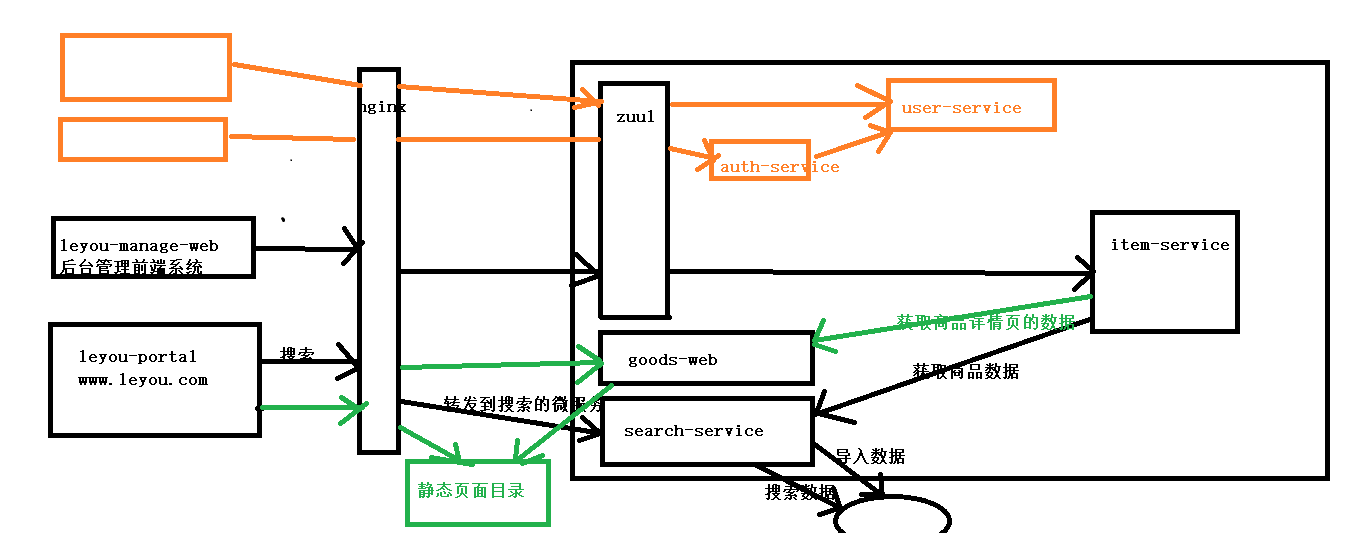 nginx
zuul
user-service
auth-service
leyou-manage-web
后台管理前端系统
item-service
获取商品详情页的数据
leyou-portal
www.leyou.com
搜索
goods-web
获取商品数据
转发到搜索的微服务
search-service
导入数据
静态页面目录
搜索数据